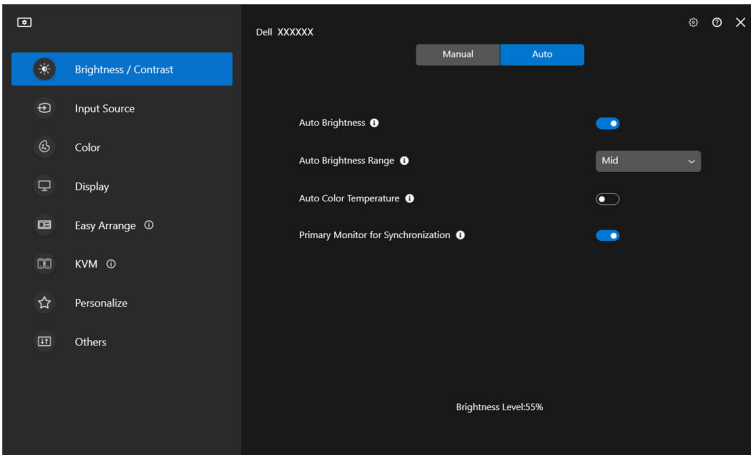 Dell XXXXXX
Manual Auto
Brightness / Contrast
Input Source
Color
Display
Easy Arrange
KVM
Personalize
Others
Auto Brightness
Auto Brightness Range Mid
Auto Color Temperature
Primary Monitor for Synchronization
Brightness Level:55%